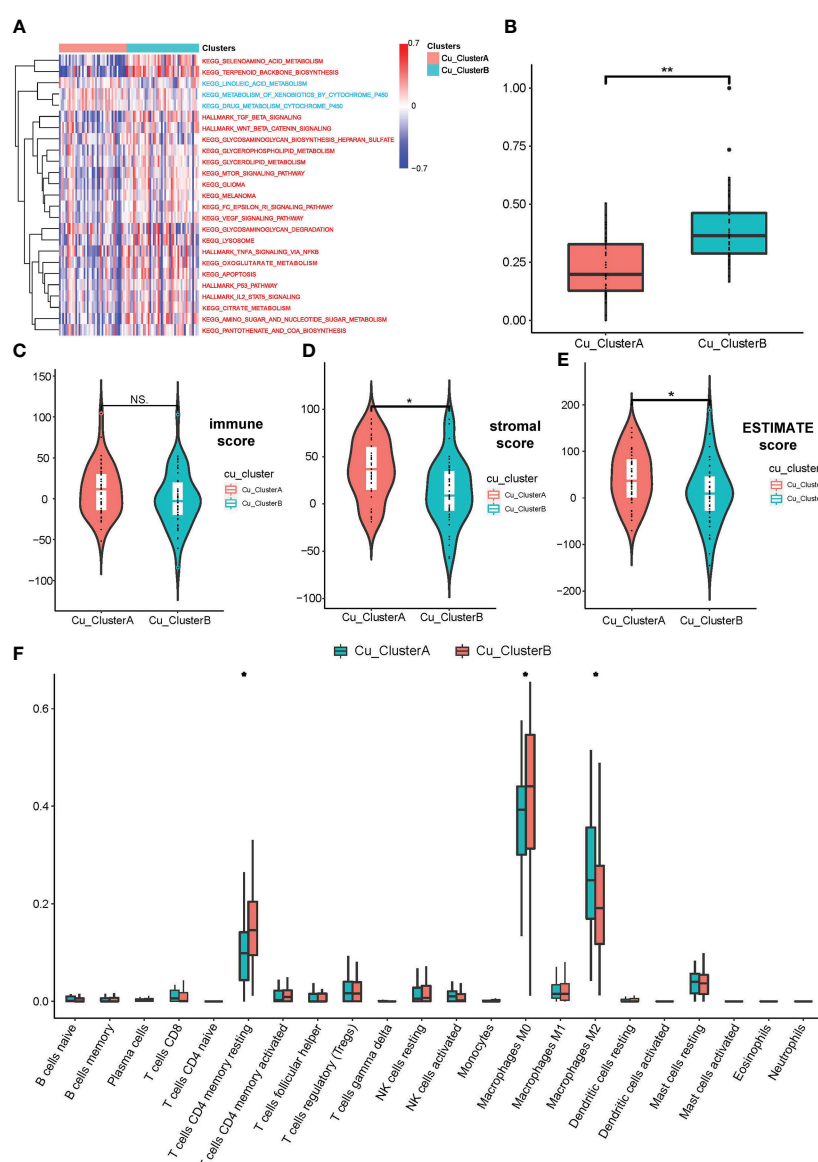 A
Clusters
KEGG_SELENOAMINO_ACID_METABOLISM
KEGG_TERPENOID_BACKBONE_BIOSYNTHESIS
KEGG_LINOLEIC_ACID_METABOLISM
KEGG_METABOLISM_OF_XENOBIOTICS_BY_CYTOCHROME_P450
KEGG_DRUG_METABOLISM_CYTOCHROME_P450
HALLMARK_TGF_BETA_SIGNALING
HALLMARK_WNT_BETA_CATENIN_SIGNALING
KEGG_GLYCOSAMINOGLYCAN_BIOSYNTHESIS_HEPARAN_SULFATE
KEGG_GLYCEROPHOSPHOLIPID_METABOLISM
KEGG_GLYCEROLIPID_METABOLISM
KEGG_MTOR_SIGNALING_PATHWAY
KEGG_GLIOMA
KEGG_MELANOMA
KEGG_FC_EPSILON_RI_SIGNALING_PATHWAY
KEGG_VEGF_SIGNALING_PATHWAY
KEGG_GLYCOSAMINOGLYCAN_DEGRADATION
KEGG_LYSOSOME
HALLMARK_TNFA_SIGNALING_VIA_NFKB
KEGG_OXOGLUTARATE_METABOLISM
KEGG_APOPTOSIS
HALLMARK_P53_PATHWAY
HALLMARK_IL2_STAT5_SIGNALING
KEGG_CITRATE_METABOLISM
KEGG_AMINO_SUGAR_AND_NUCLEOTIDE_SUGAR_METABOLISM
KEGG_PANTOTHENATE_AND_COA_BIOSYNTHESIS
0.7
0
−0.7
Clusters
Cu_ClusterA
Cu_ClusterB
B
**
1.00
0.75
0.50
0.25
0.00
Cu_ClusterA
Cu_ClusterB
C
150
100
50
0
−50
−100
NS.
immune
score
cu_cluster
Cu_ClusterA
Cu_ClusterB
Cu_ClusterA
Cu_ClusterB
D
100
50
0
−50
−100
*
stromal
score
cu_cluster
Cu_ClusterA
Cu_ClusterB
Cu_ClusterA
Cu_ClusterB
E
200
100
0
−100
−200
*
ESTIMATE
score
cu_cluster
Cu_Cluste
Cu_Cluste
Cu_ClusterA
Cu_ClusterB
F
Cu_ClusterA
Cu_ClusterB
*
*
*
0.6
0.4
0.2
0.0
B cells naive
B cells memory
Plasma cells
T cells CD8
T cells CD4 naive
T cells CD4 memory resting
T cells CD4 memory activated
T cells follicular helper
T cells regulatory (Tregs)
T cells gamma delta
NK cells resting
NK cells activated
Monocytes
Macrophages M0
Macrophages M1
Macrophages M2
Dendritic cells resting
Dendritic cells activated
Mast cells resting
Mast cells activated
Eosinophils
Neutrophils